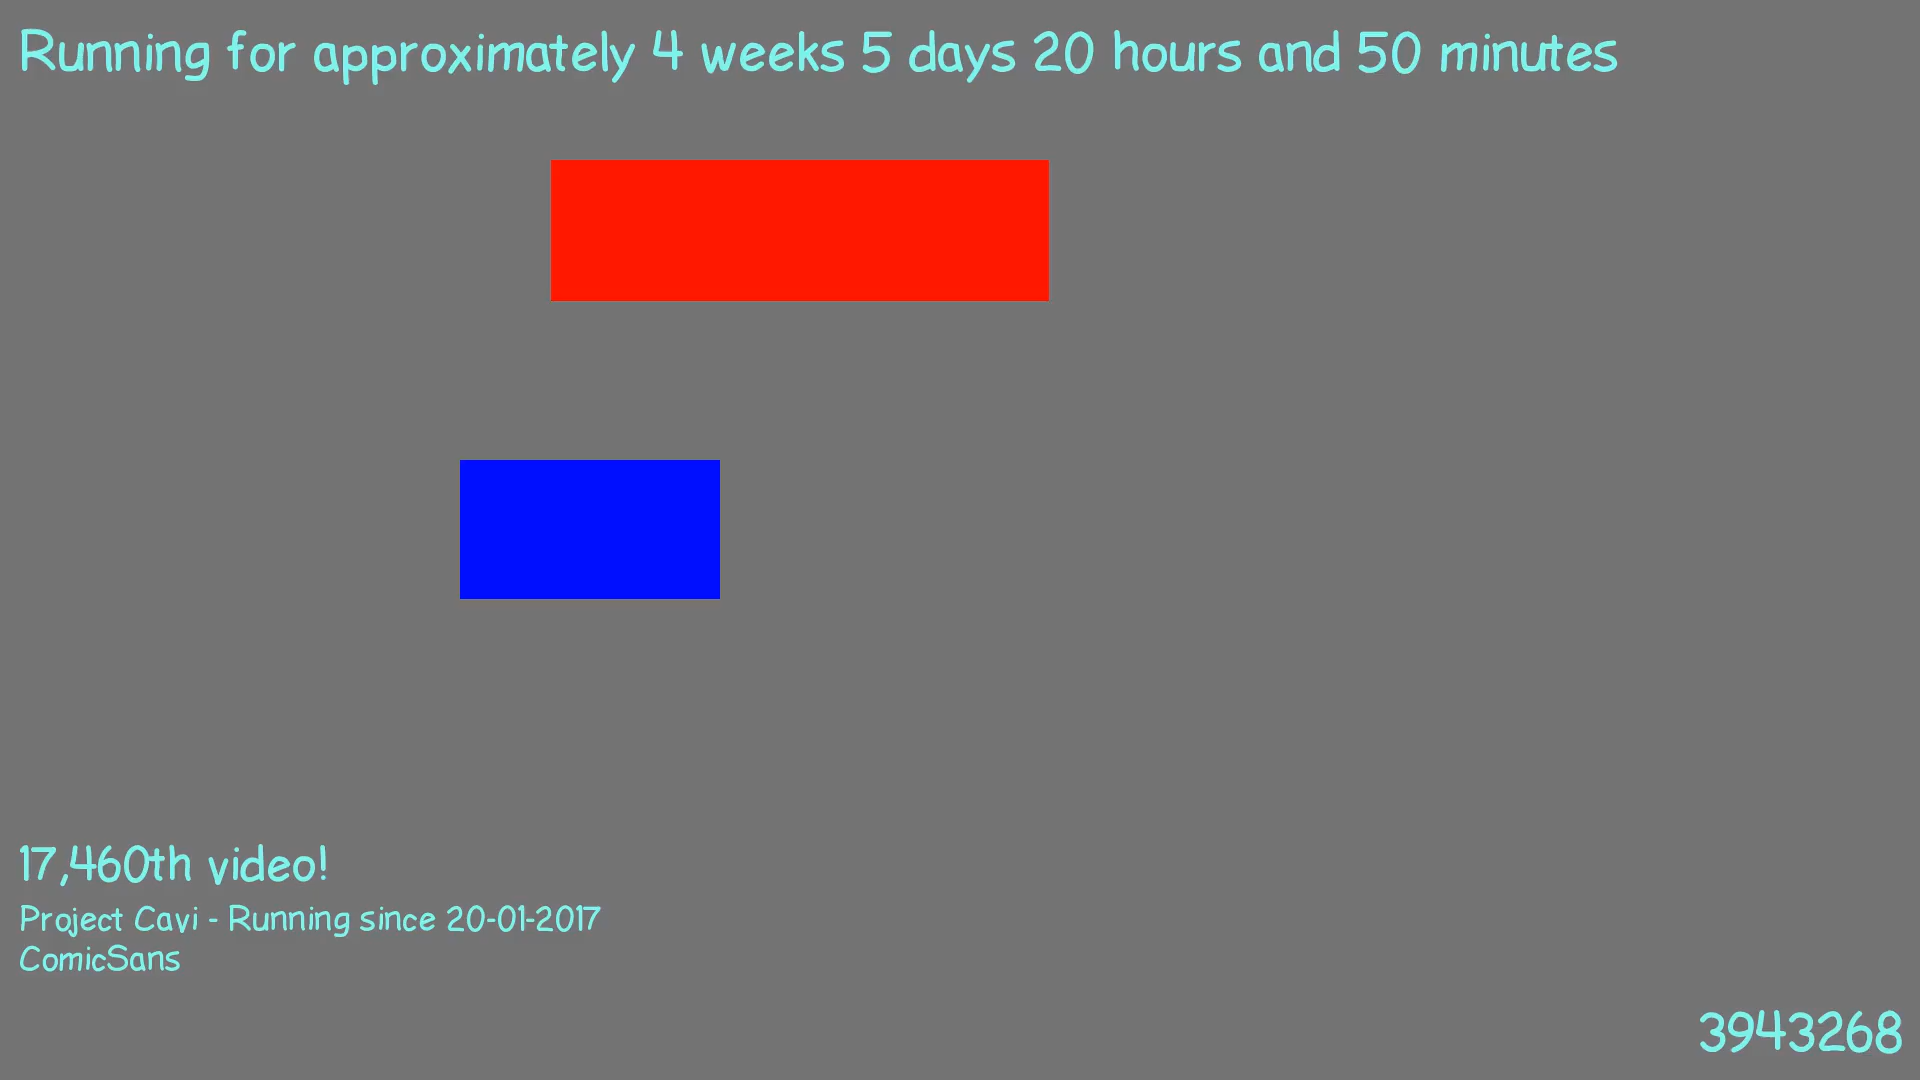 Running for approximately 4 weeks 5 days 20 hours and 50 minutes
17,460th video!
Project Cavi - Running since 20-01-2017
ComicSans
3943268